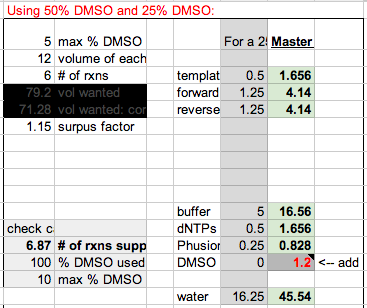 Using 50% DMSO and 25% DMSO:
5 max % DMSO For a 2 Master
12 volume of each
6 # of rxns templat 0.5 1.656
79.2 vol wanted forward 1.25 4.14
71.28 vol wanted: cor reverse 1.25 4.14
1.15 surpus factor
buffer 5 16.56
check c dNTPs 0.5 1.656
6.87 # of rxns supp Phusior 0.25 0.828
100 % DMSO used DMSO 0 1.2 <-- add
10 max % DMSO
water 16.25 45.54